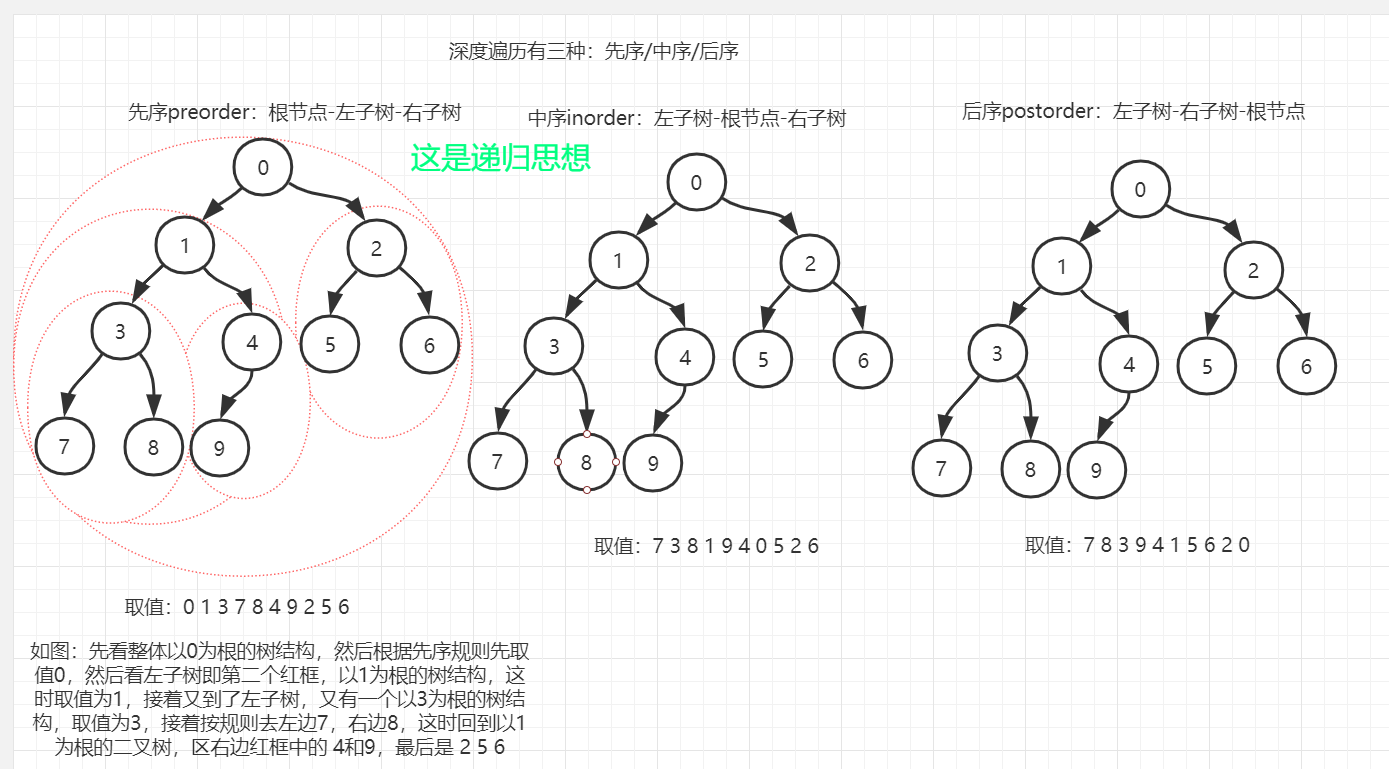 深度遍历有三种：先序/中序/后序
先序preorder：根节点-左子树-右子树
中序inorder：左子树-根节点-右子树
后序postorder：左子树-右子树-根节点
这是递归思想
0
1
2
3
4
5
6
7
8
9
取值：0 1 3 7 8 4 9 2 5 6
如图：先看整体以0为根的树结构，然后根据先序规则先取
值0，然后看左子树即第二个红框，以1为根的树结构，这
时取值为1，接着又到了左子树，又有一个以3为根的树结
构，取值为3，接着按规则去左边7，右边8，这时回到以1
为根的二叉树，区右边红框中的 4和9，最后是 2 5 6
0
1
2
3
4
5
6
7
8
9
取值：7 3 8 1 9 4 0 5 2 6
0
1
2
3
4
5
6
7
8
9
取值：7 8 3 9 4 1 5 6 2 0